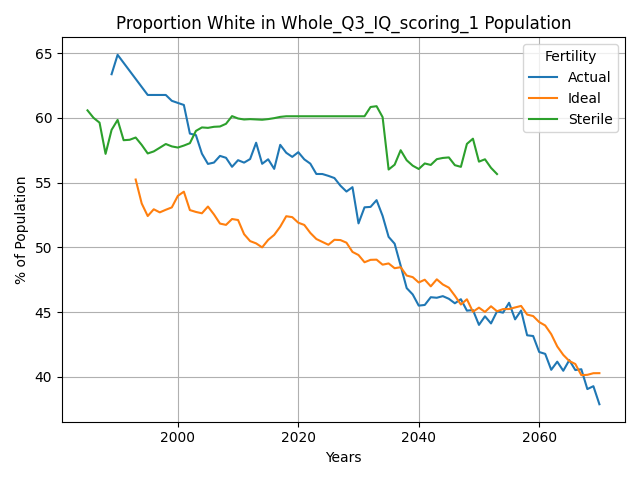 Proportion White in Whole_Q3_IQ_scoring_1 Population
Fertility
Actual
Ideal
Sterile
% of Population
65
60
55
50
45
40
2000
2020
2040
2060
Years